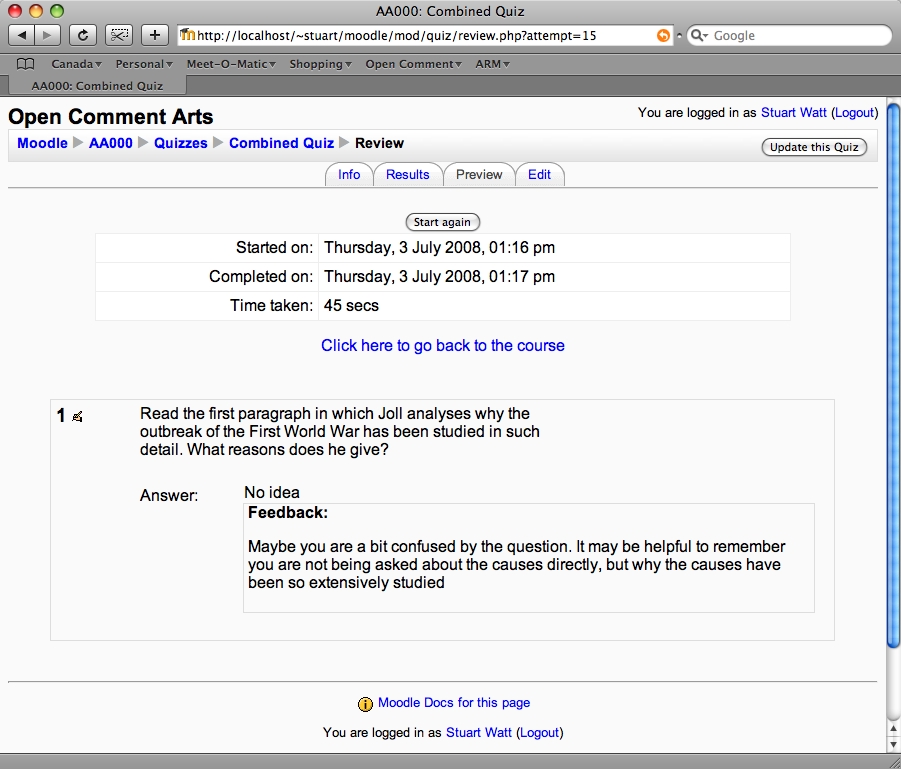 AA000: Combined Quiz
http://localhost/~stuart/moodle/mod/quiz/review.php?attempt=15
Google
Canada Personal Meet-O-Matic Shopping Open Comment ARM
AA000: Combined Quiz
Open Comment Arts
You are logged in as Stuart Watt (Logout)
Moodle AA000 Quizzes Combined Quiz Review
Update this Quiz
Info Results Preview Edit
Start again
Started on: Thursday, 3 July 2008, 01:16 pm
Completed on: Thursday, 3 July 2008, 01:17 pm
Time taken: 45 secs
Click here to go back to the course
1 Read the first paragraph in which Joll analyses why the
outbreak of the First World War has been studied in such
detail. What reasons does he give?
Answer: No idea
Feedback:
Maybe you are a bit confused by the question. It may be helpful to remember
you are not being asked about the causes directly, but why the causes have
been so extensively studied
Moodle Docs for this page
You are logged in as Stuart Watt (Logout)